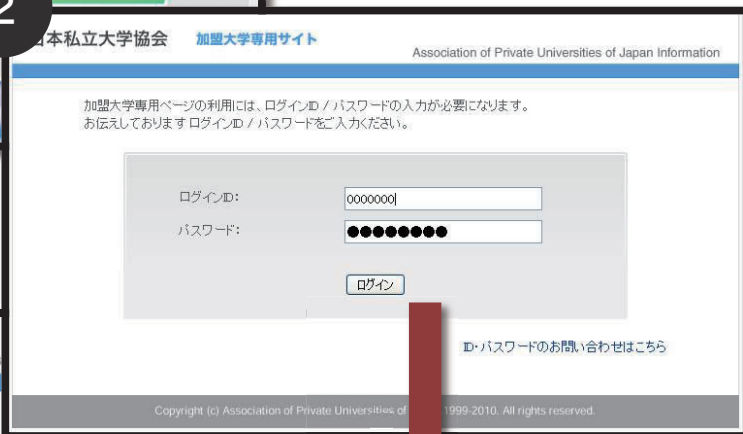 2
本私立大学協会 加盟大学専用サイト
Association of Private Universities of Japan Information
加盟大学専用ページの利用には、ログインID / パスワードの入力が必要になります。
お伝えしております ログインID / パスワードをご入力ください。
ログインID: 0000000
パスワード: ●●●●●●●●
ログイン
ID・パスワードのお問い合わせはこちら
Copyright (c) Association of Private Universities of 1999-2010. All rights reserved.